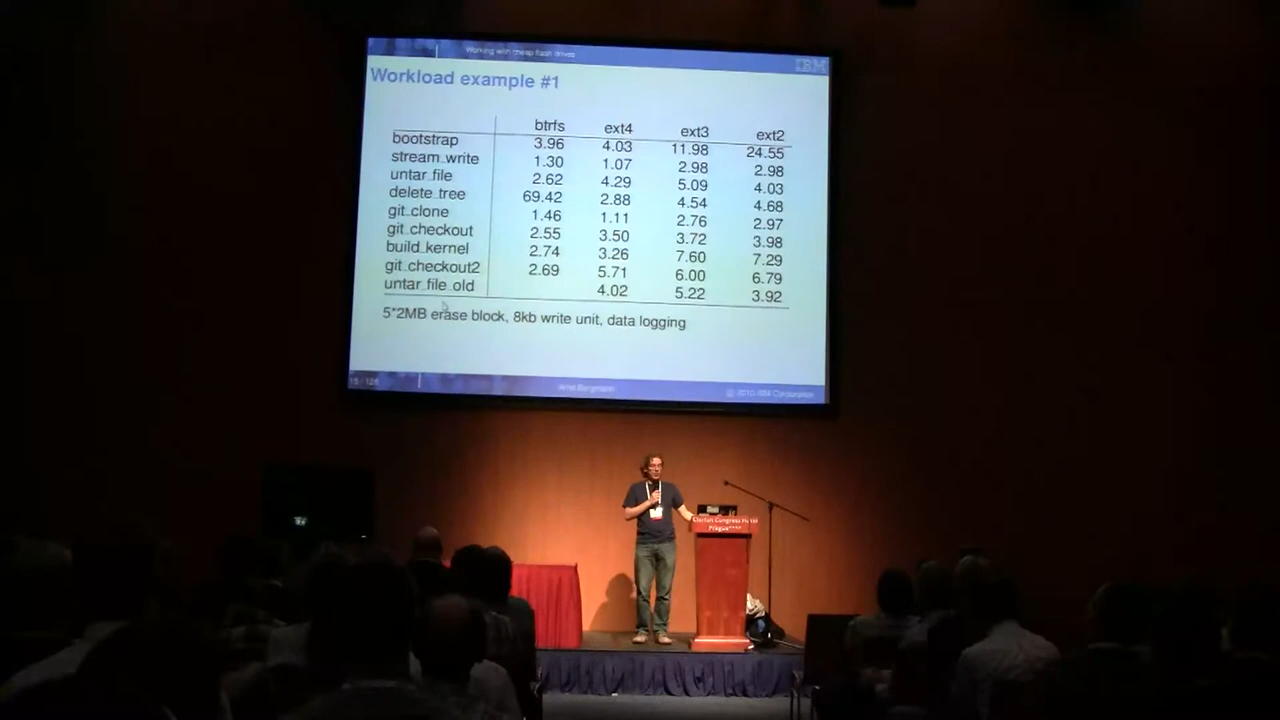 Working with cheap flash drives
IBM
Workload example #1
btrfs ext4 ext3 ext2
bootstrap 3.96 4.03 11.98 24.55
stream_write 1.30 1.07 2.98 2.98
untar_file 2.62 4.29 5.09 4.03
delete_tree 69.42 2.88 4.54 4.68
git_clone 1.46 1.11 2.76 2.97
git_checkout 2.55 3.50 3.72 3.98
build_kernel 2.74 3.26 7.60 7.29
git_checkout2 2.69 5.71 6.00 6.79
untar_file_old 4.02 5.22 3.92
5*2MB erase block, 8kb write unit, data logging
Arnd Bergmann
© 2010 IBM Corporation
Clarion Congress Hotel
Prague****